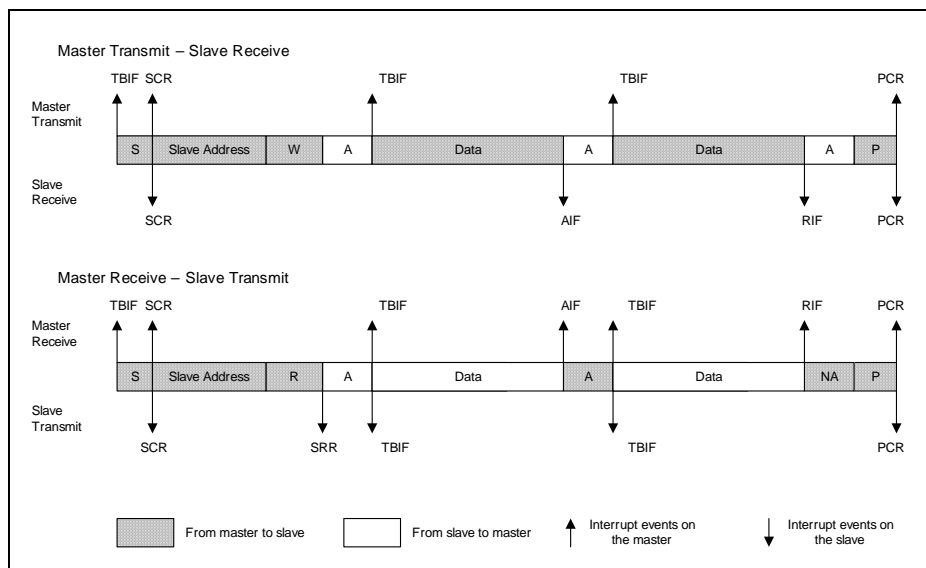 Master Transmit – Slave Receive
TBIF SCR TBIF TBIF PCR
Master
Transmit
S Slave Address W A Data A Data A P
Slave
Receive
SCR AIF RIF PCR
Master Receive – Slave Transmit
TBIF SCR TBIF AIF TBIF RIF PCR
Master
Receive
S Slave Address R A Data A Data NA P
Slave
Transmit
SCR SRR TBIF TBIF PCR
From master to slave From slave to master Interrupt events on Interrupt events on
the master the slave